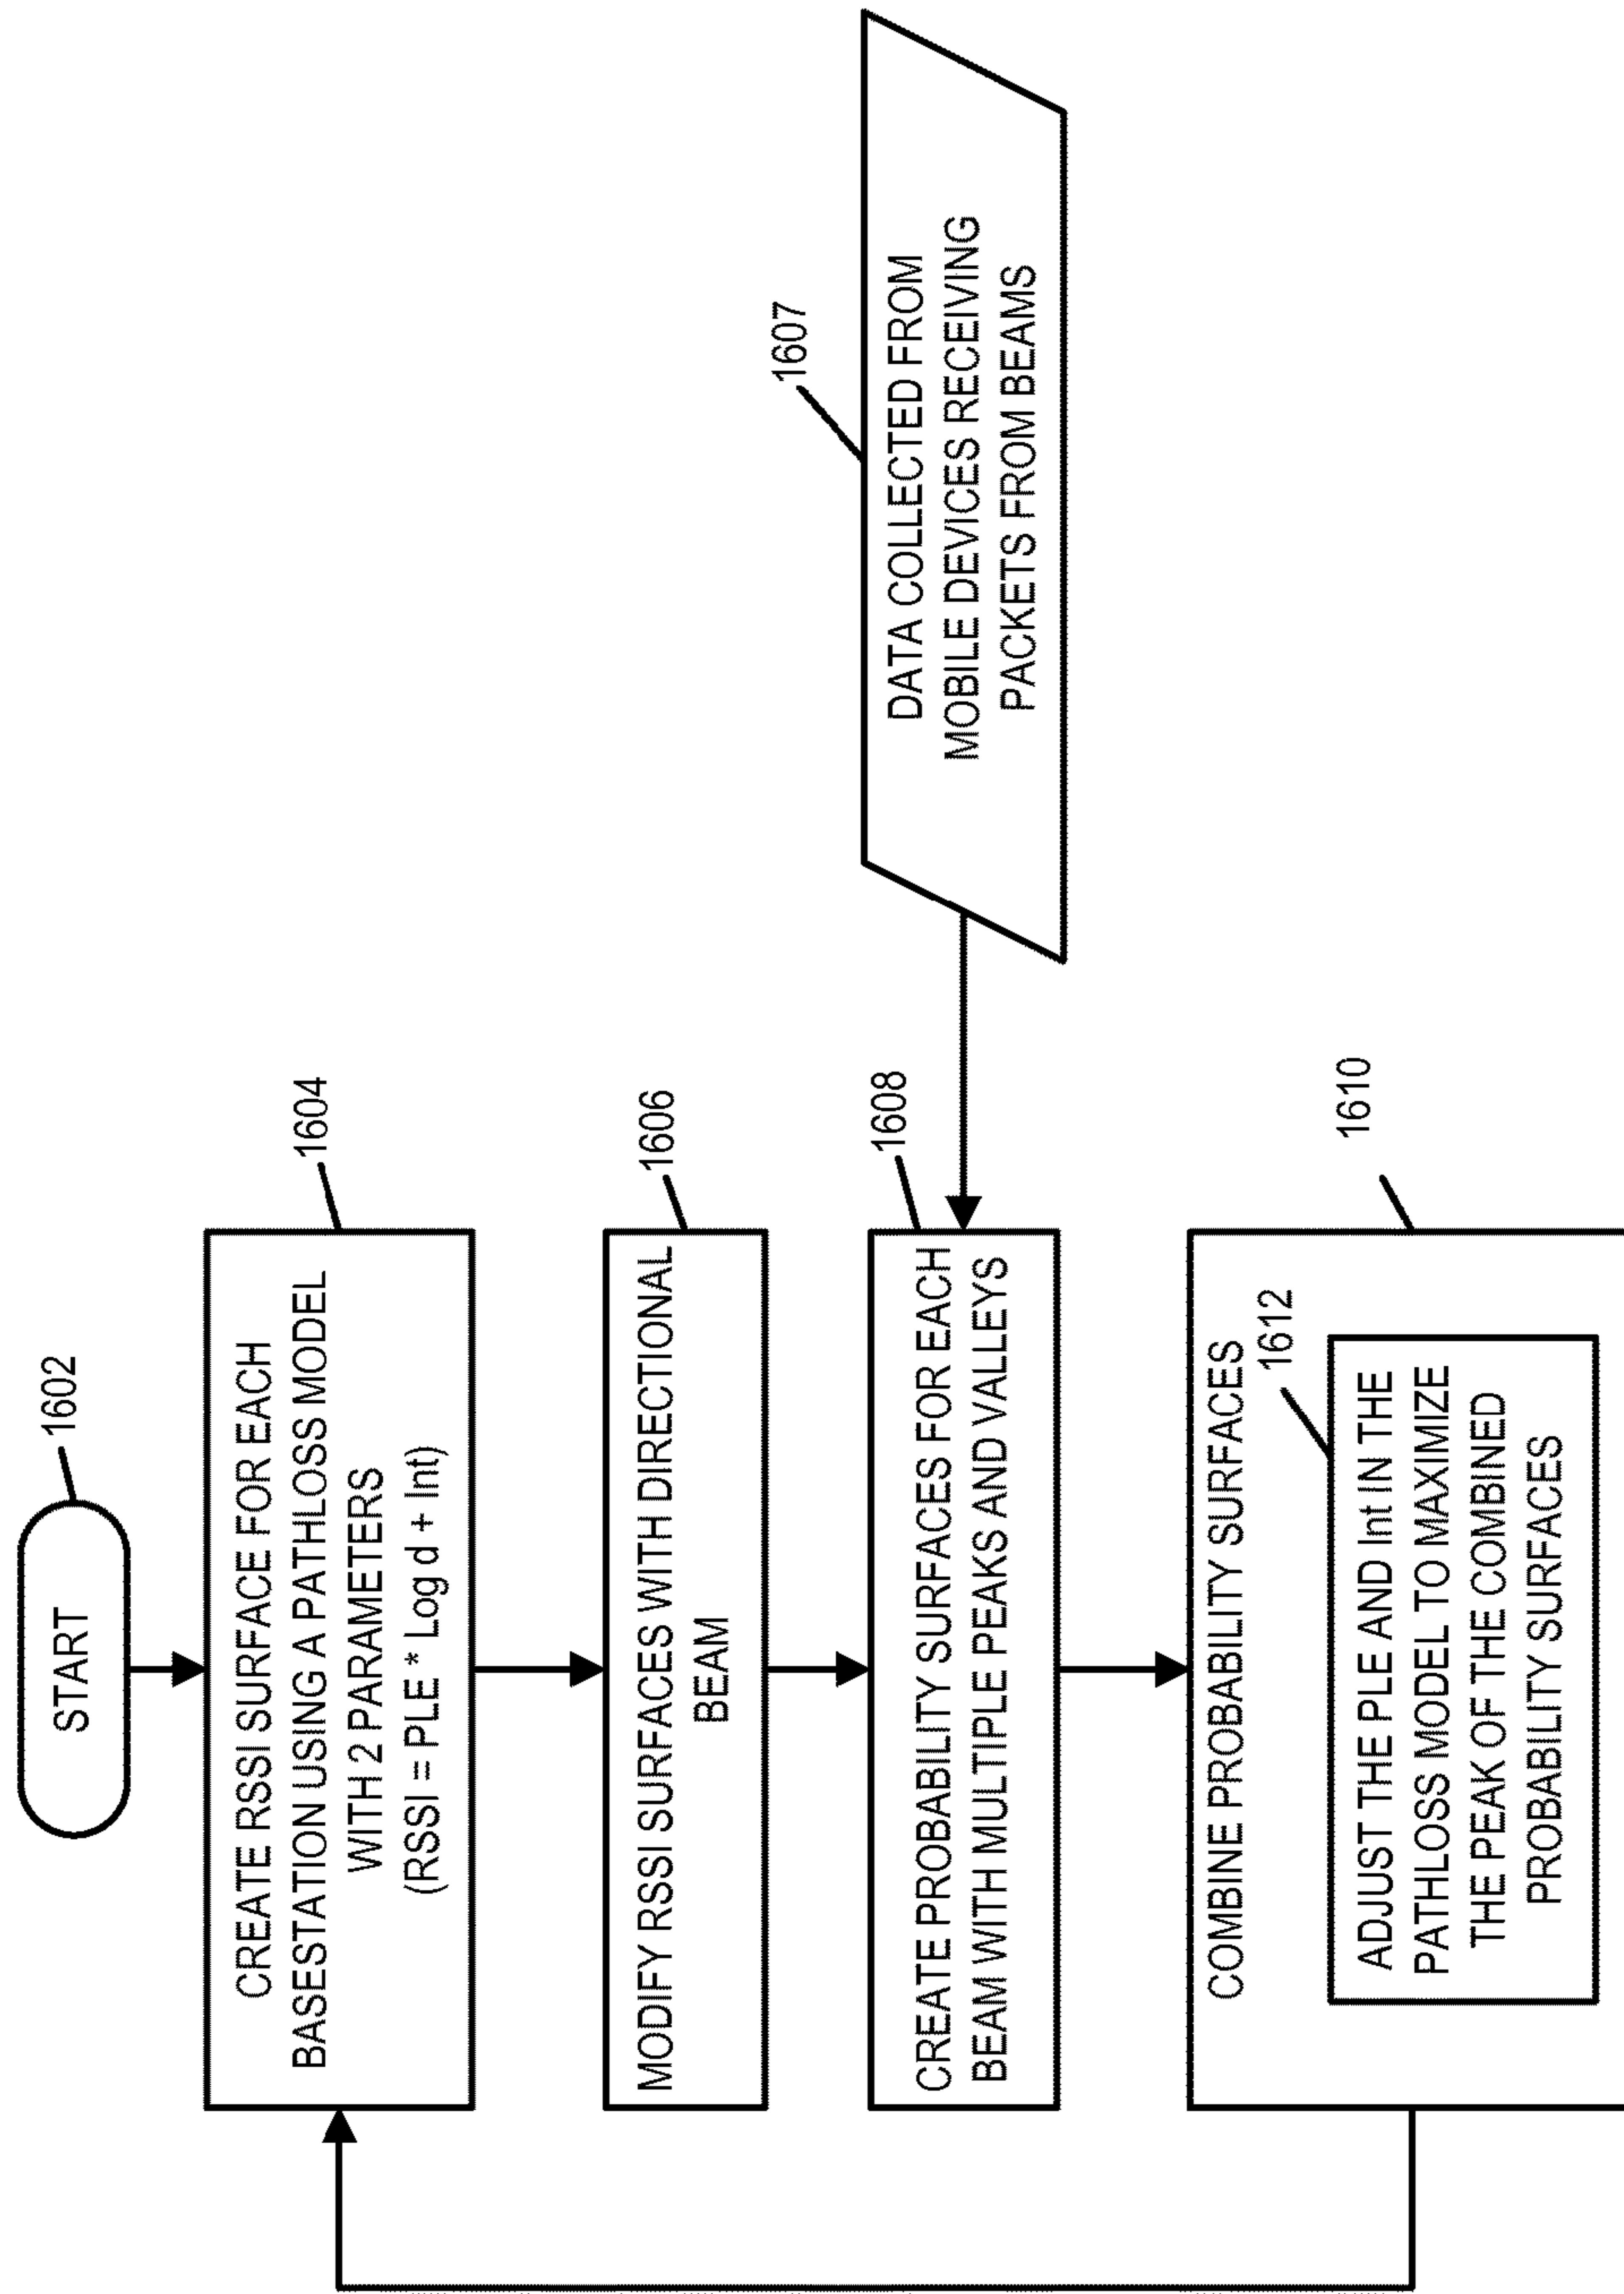 START
1602
CREATE RSSI SURFACE FOR EACH
BASESTATION USING A PATHLOSS MODEL
WITH 2 PARAMETERS
(RSSI = PLE * Log d + Int)
1604
MODIFY RSSI SURFACES WITH DIRECTIONAL
BEAM
1606
DATA COLLECTED FROM
MOBILE DEVICES RECEIVING
PACKETS FROM BEAMS
1607
CREATE PROBABILITY SURFACES FOR EACH
BEAM WITH MULTIPLE PEAKS AND VALLEYS
1608
COMBINE PROBABILITY SURFACES
1610
1612
ADJUST THE PLE AND Int IN THE
PATHLOSS MODEL TO MAXIMIZE
THE PEAK OF THE COMBINED
PROBABILITY SURFACES